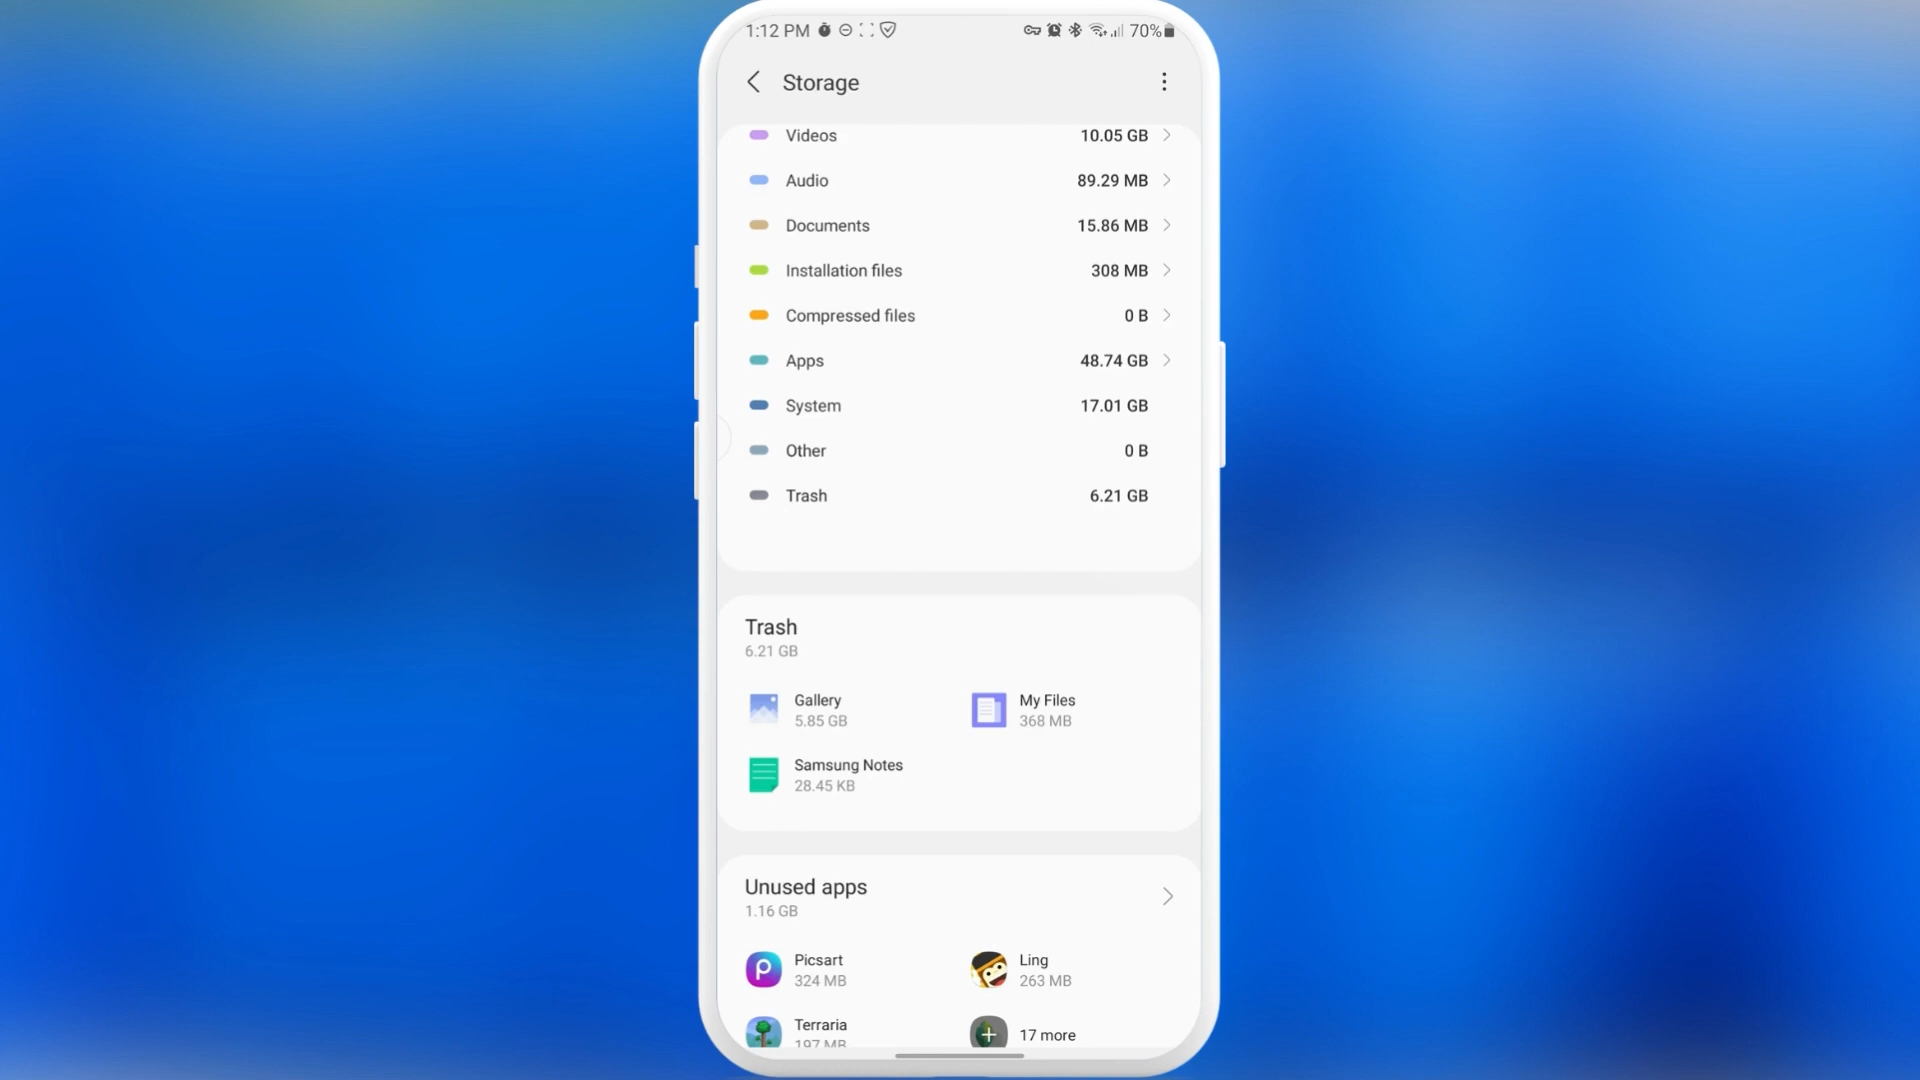 1:12 PM 70%
Storage
Videos 10.05 GB
Audio 89.29 MB
Documents 15.86 MB
Installation files 308 MB
Compressed files 0 B
Apps 48.74 GB
System 17.01 GB
Other 0 B
Trash 6.21 GB
Trash
6.21 GB
Gallery My Files
5.85 GB 368 MB
Samsung Notes
28.45 KB
Unused apps
1.16 GB
Picsart Ling
324 MB 263 MB
Terraria 17 more
197 MB